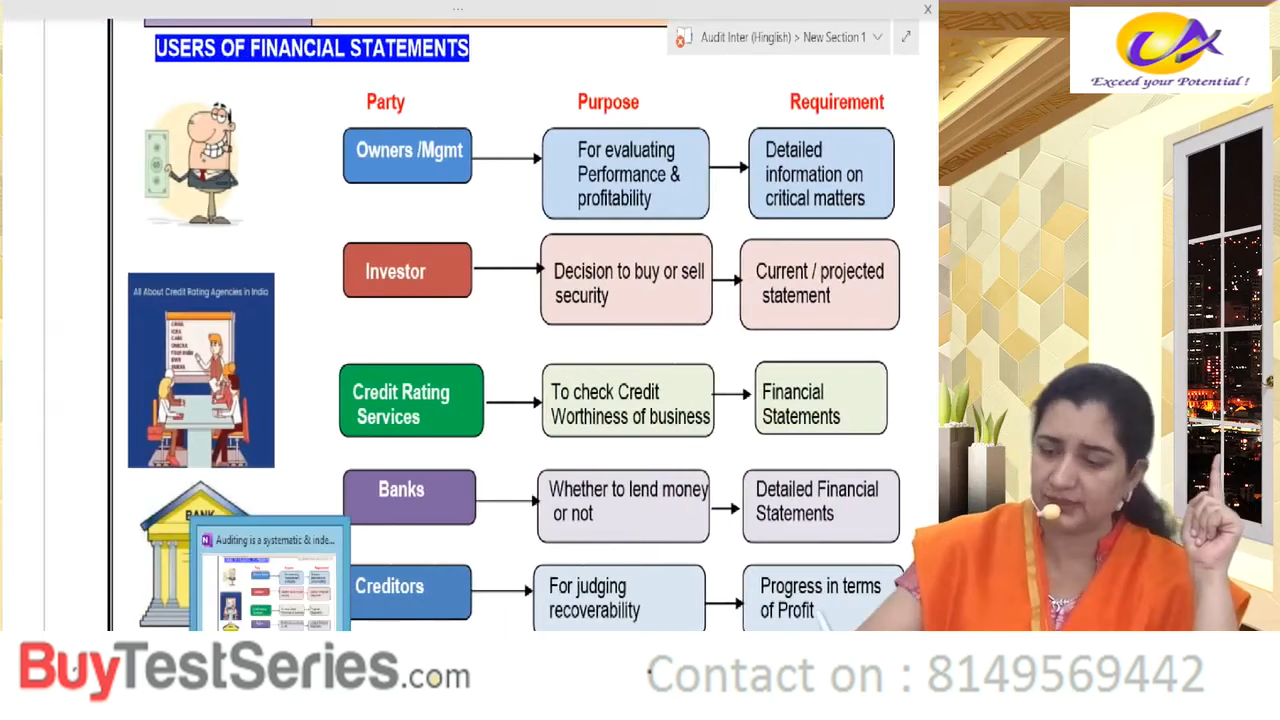 ...
x
USERS OF FINANCIAL STATEMENTS
Audit Inter (Hinglish) > New Section 1
Exceed your Potential !
Party
Purpose
Requirement
Owners /Mgmt
For evaluating
Performance &
profitability
Detailed
information on
critical matters
Investor
Decision to buy or sell
security
Current / projected
statement
All About Credit Rating Agencies in India
Credit Rating
Services
To check Credit
Worthiness of business
Financial
Statements
BANK
Banks
Whether to lend money
or not
Detailed Financial
Statements
Auditing is a systematic & inde...
Creditors
For judging
recoverability
Progress in terms
of Profit
BuyTestSeries.com
Contact on : 8149569442